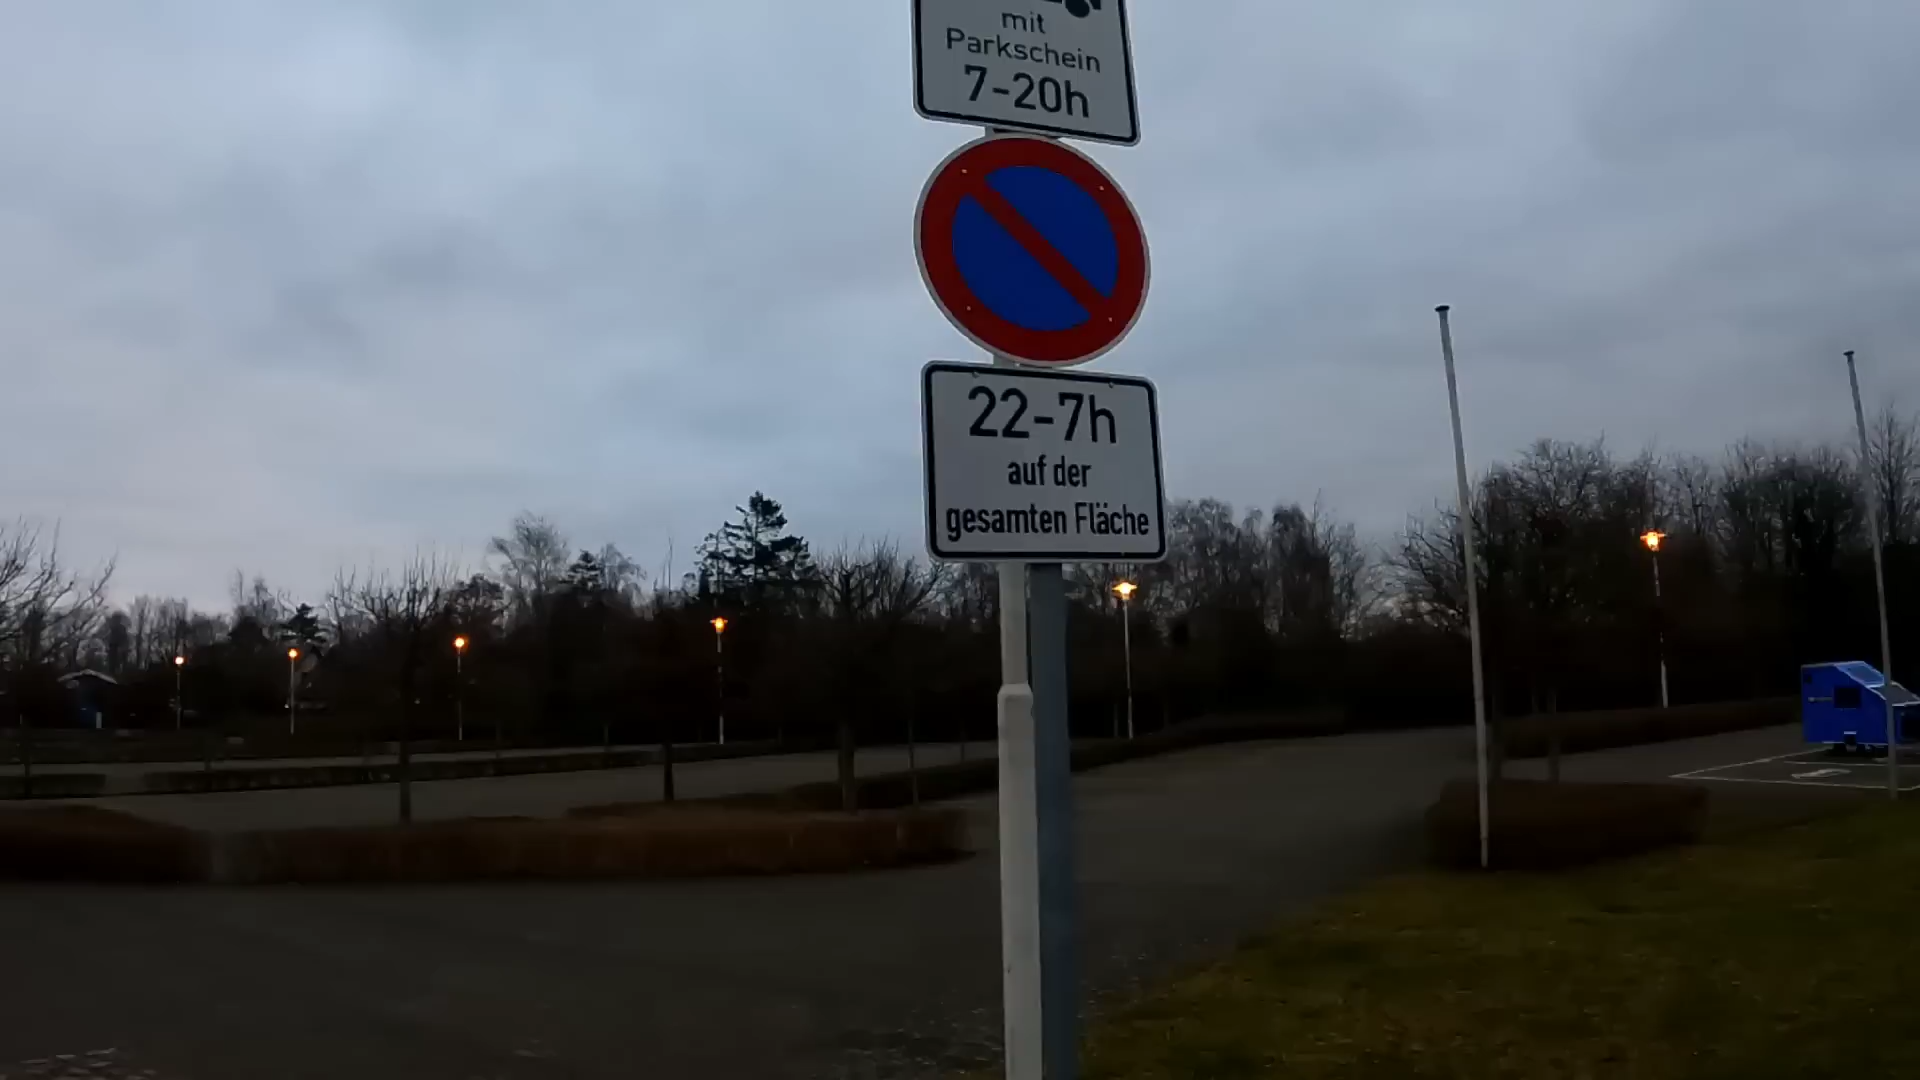 mit
Parkschein
7-20h
22-7h
auf der
gesamten Fläche